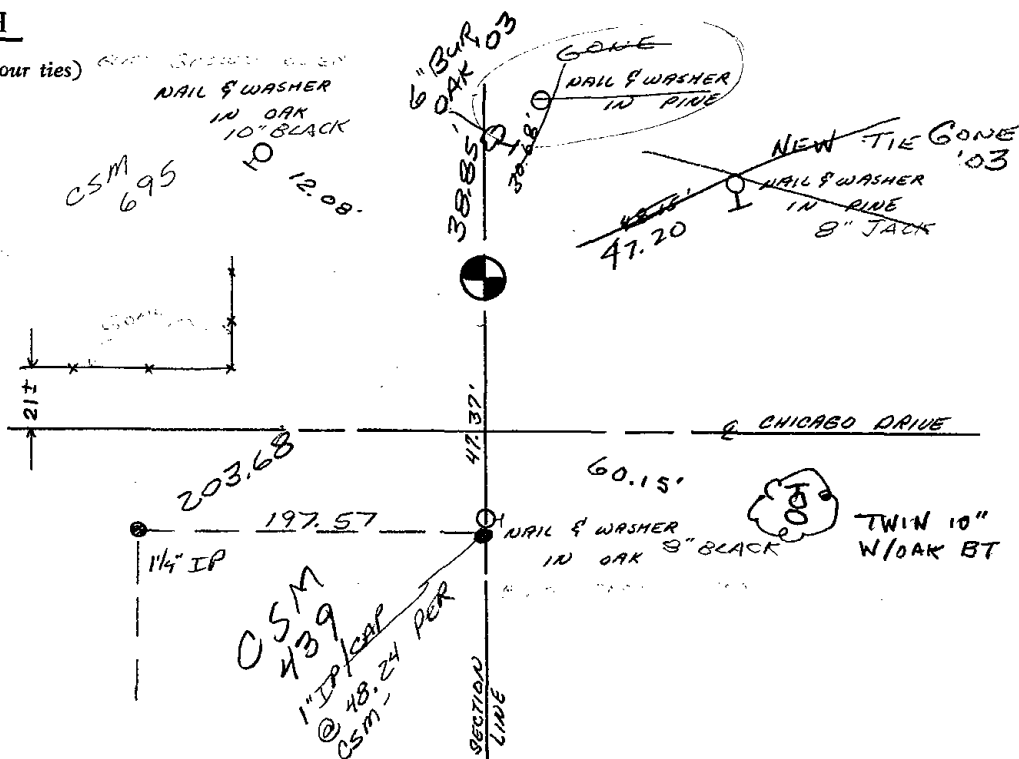 H
our ties)
NAIL & WASHER
IN OAK
10" BLACK
12.08'
CSM
695
6" BUR
OAK '03
38.85'
GONE
NAIL & WASHER
IN PINE
30.68'
NEW TIE GONE
'03
NAIL & WASHER
IN PINE
8" JACK
47.20
21±
47.37'
℄ CHICAGO DRIVE
203.68
60.15'
197.57
1¼" IP
NAIL & WASHER
IN OAK 8" BLACK
TWIN 10"
W/OAK BT
CSM
439
1" IP/CAP
@ 48.24 PER
CSM
SECTION
LINE